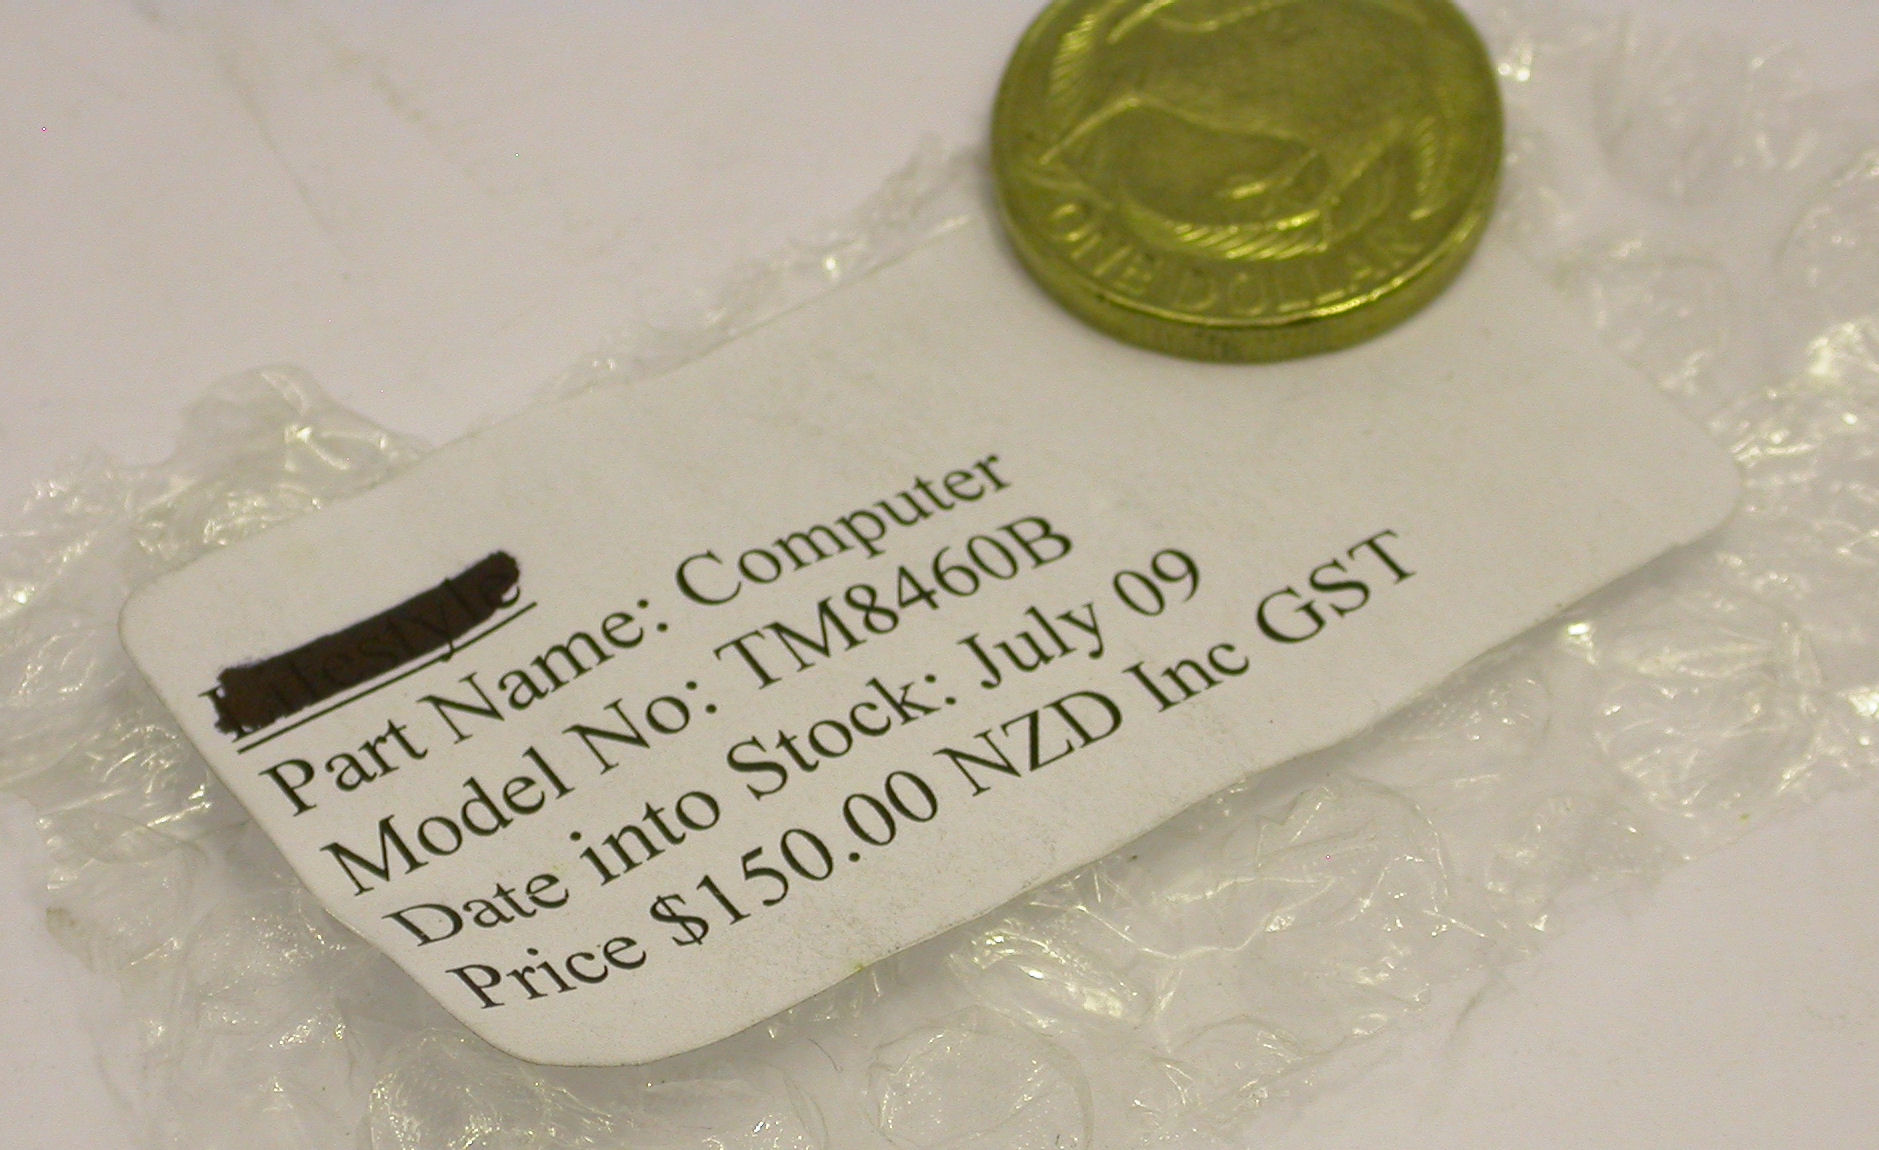 ONE DOLLAR
Part Name: Computer
Model No: TM8460B
Date into Stock: July 09
Price $150.00 NZD Inc GST